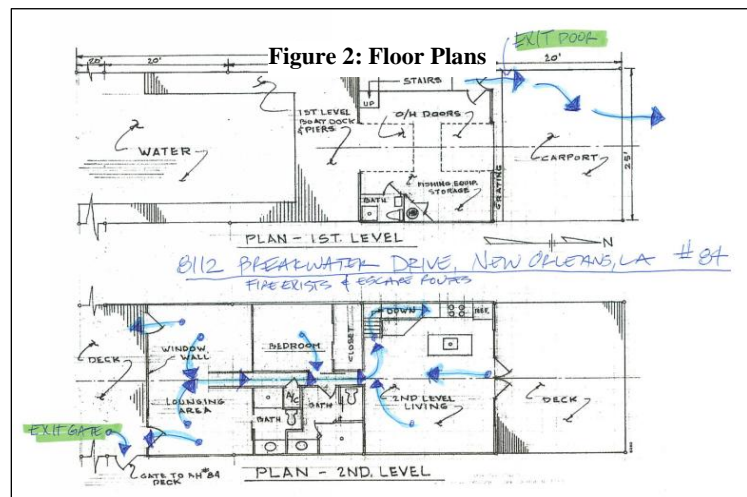 Figure 2: Floor Plans
EXIT DOOR
20'
20'
20'
STAIRS
UP
1ST LEVEL
BOAT DOCK
& PIERS
O/H DOORS
WATER
CARPORT
25'
FISHING EQUIP.
STORAGE
BATH
GRATING
PLAN - 1ST. LEVEL
N
8112 BREAKWATER DRIVE, NEW ORLEANS, LA #84
FIRE EXISTS & ESCAPE ROUTES
DOWN
REF.
DECK
WINDOW
WALL
BEDROOM
CLOSET
LOUNGING
AREA
A/C
BATH
BATH
2ND LEVEL
LIVING
DECK
EXIT GATE
GATE TO BH #84
DECK
PLAN - 2ND. LEVEL